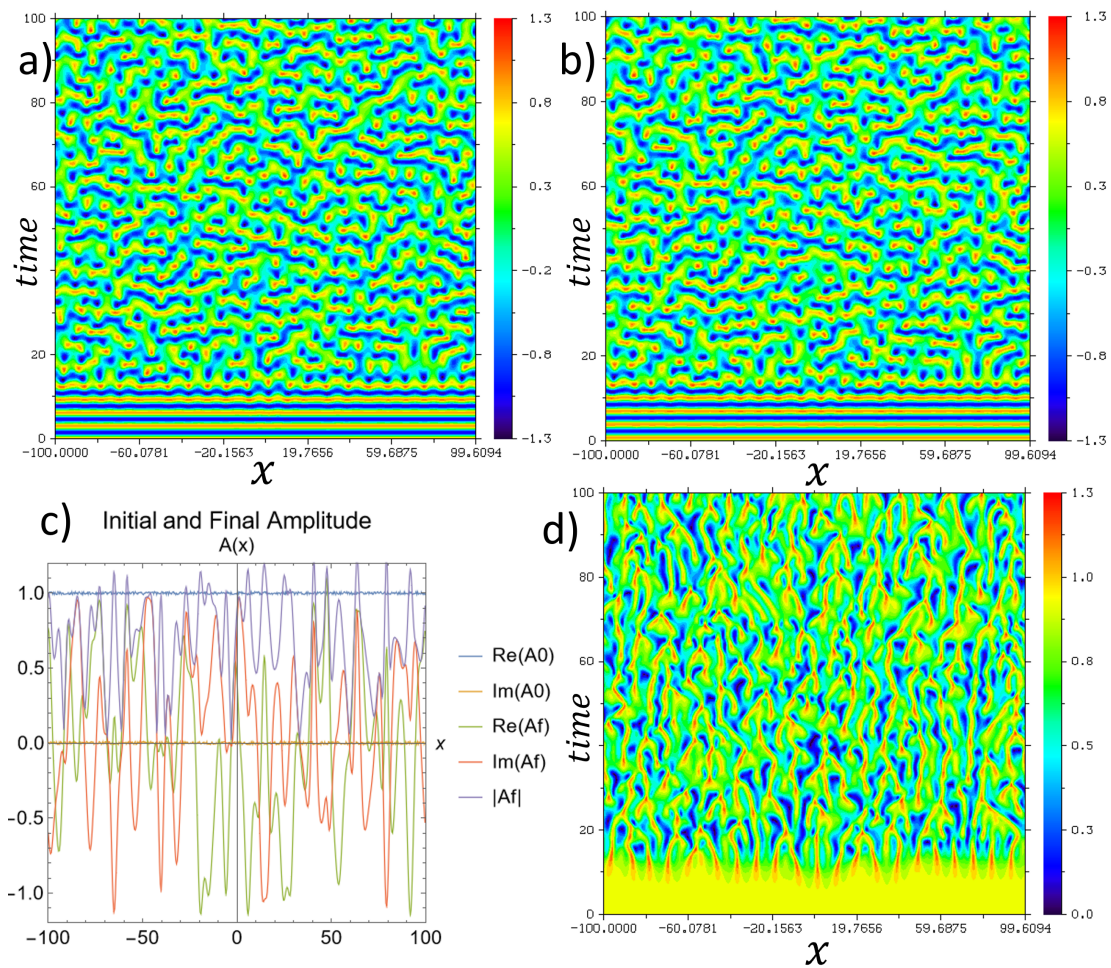 a)
100
80
60
40
20
0
time
-100.0000 -60.0781 -20.1563 19.7656 59.6875 99.6094
x
1.3
0.8
0.3
-0.2
-0.8
-1.3
b)
100
80
60
40
20
0
time
-100.0000 -60.0781 -20.1563 19.7656 59.6875 99.6094
x
1.3
0.8
0.3
-0.2
-0.8
-1.3
c)
Initial and Final Amplitude
A(x)
1.0
0.5
0.0
-0.5
-1.0
-100 -50 0 50 100
x
Re(A0)
Im(A0)
Re(Af)
Im(Af)
|Af|
d)
100
80
60
40
20
0
time
-100.0000 -60.0781 -20.1563 19.7656 59.6875 99.6094
x
1.3
1.0
0.8
0.5
0.3
0.0